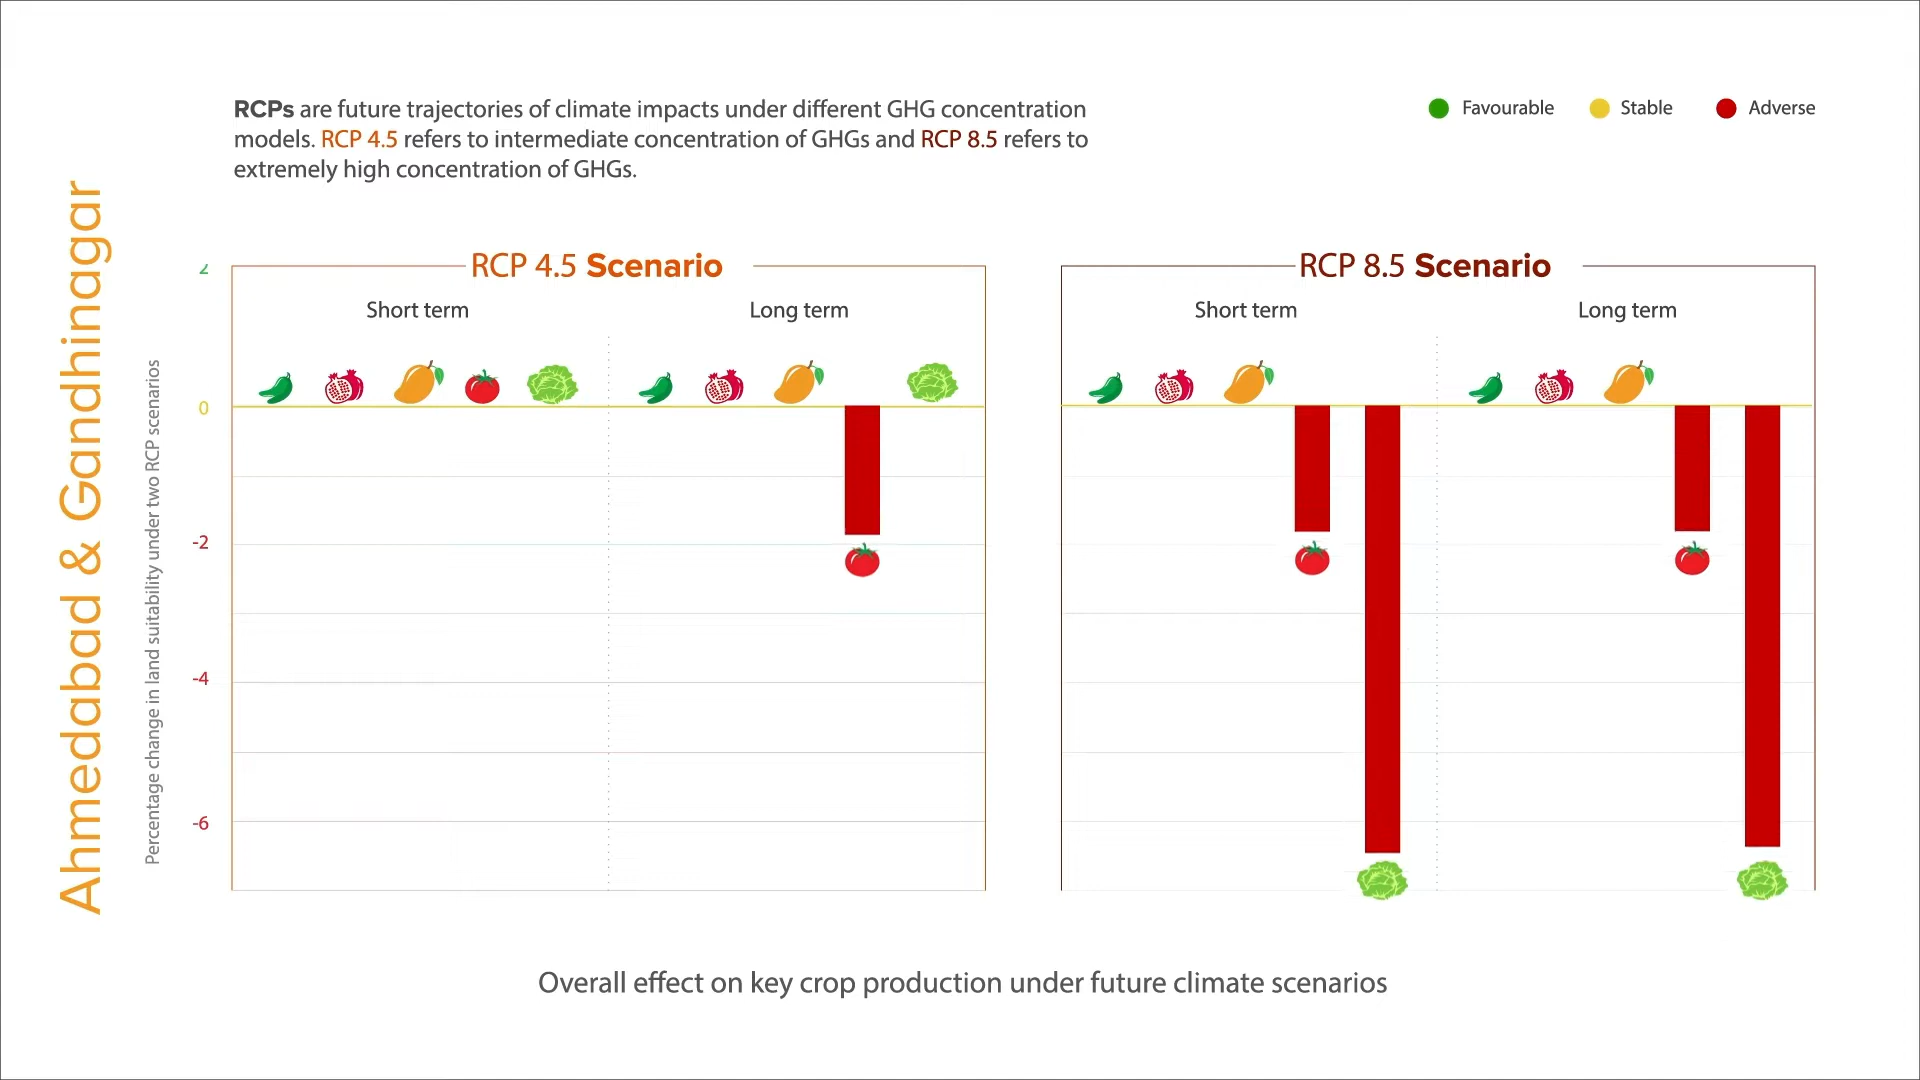 RCPs are future trajectories of climate impacts under different GHG concentration
models. RCP 4.5 refers to intermediate concentration of GHGs and RCP 8.5 refers to
extremely high concentration of GHGs.
Favourable
Stable
Adverse
Ahmedabad & Gandhinagar
Percentage change in land suitability under two RCP scenarios
2
0
-2
-4
-6
RCP 4.5 Scenario
Short term
Long term
RCP 8.5 Scenario
Short term
Long term
Overall effect on key crop production under future climate scenarios